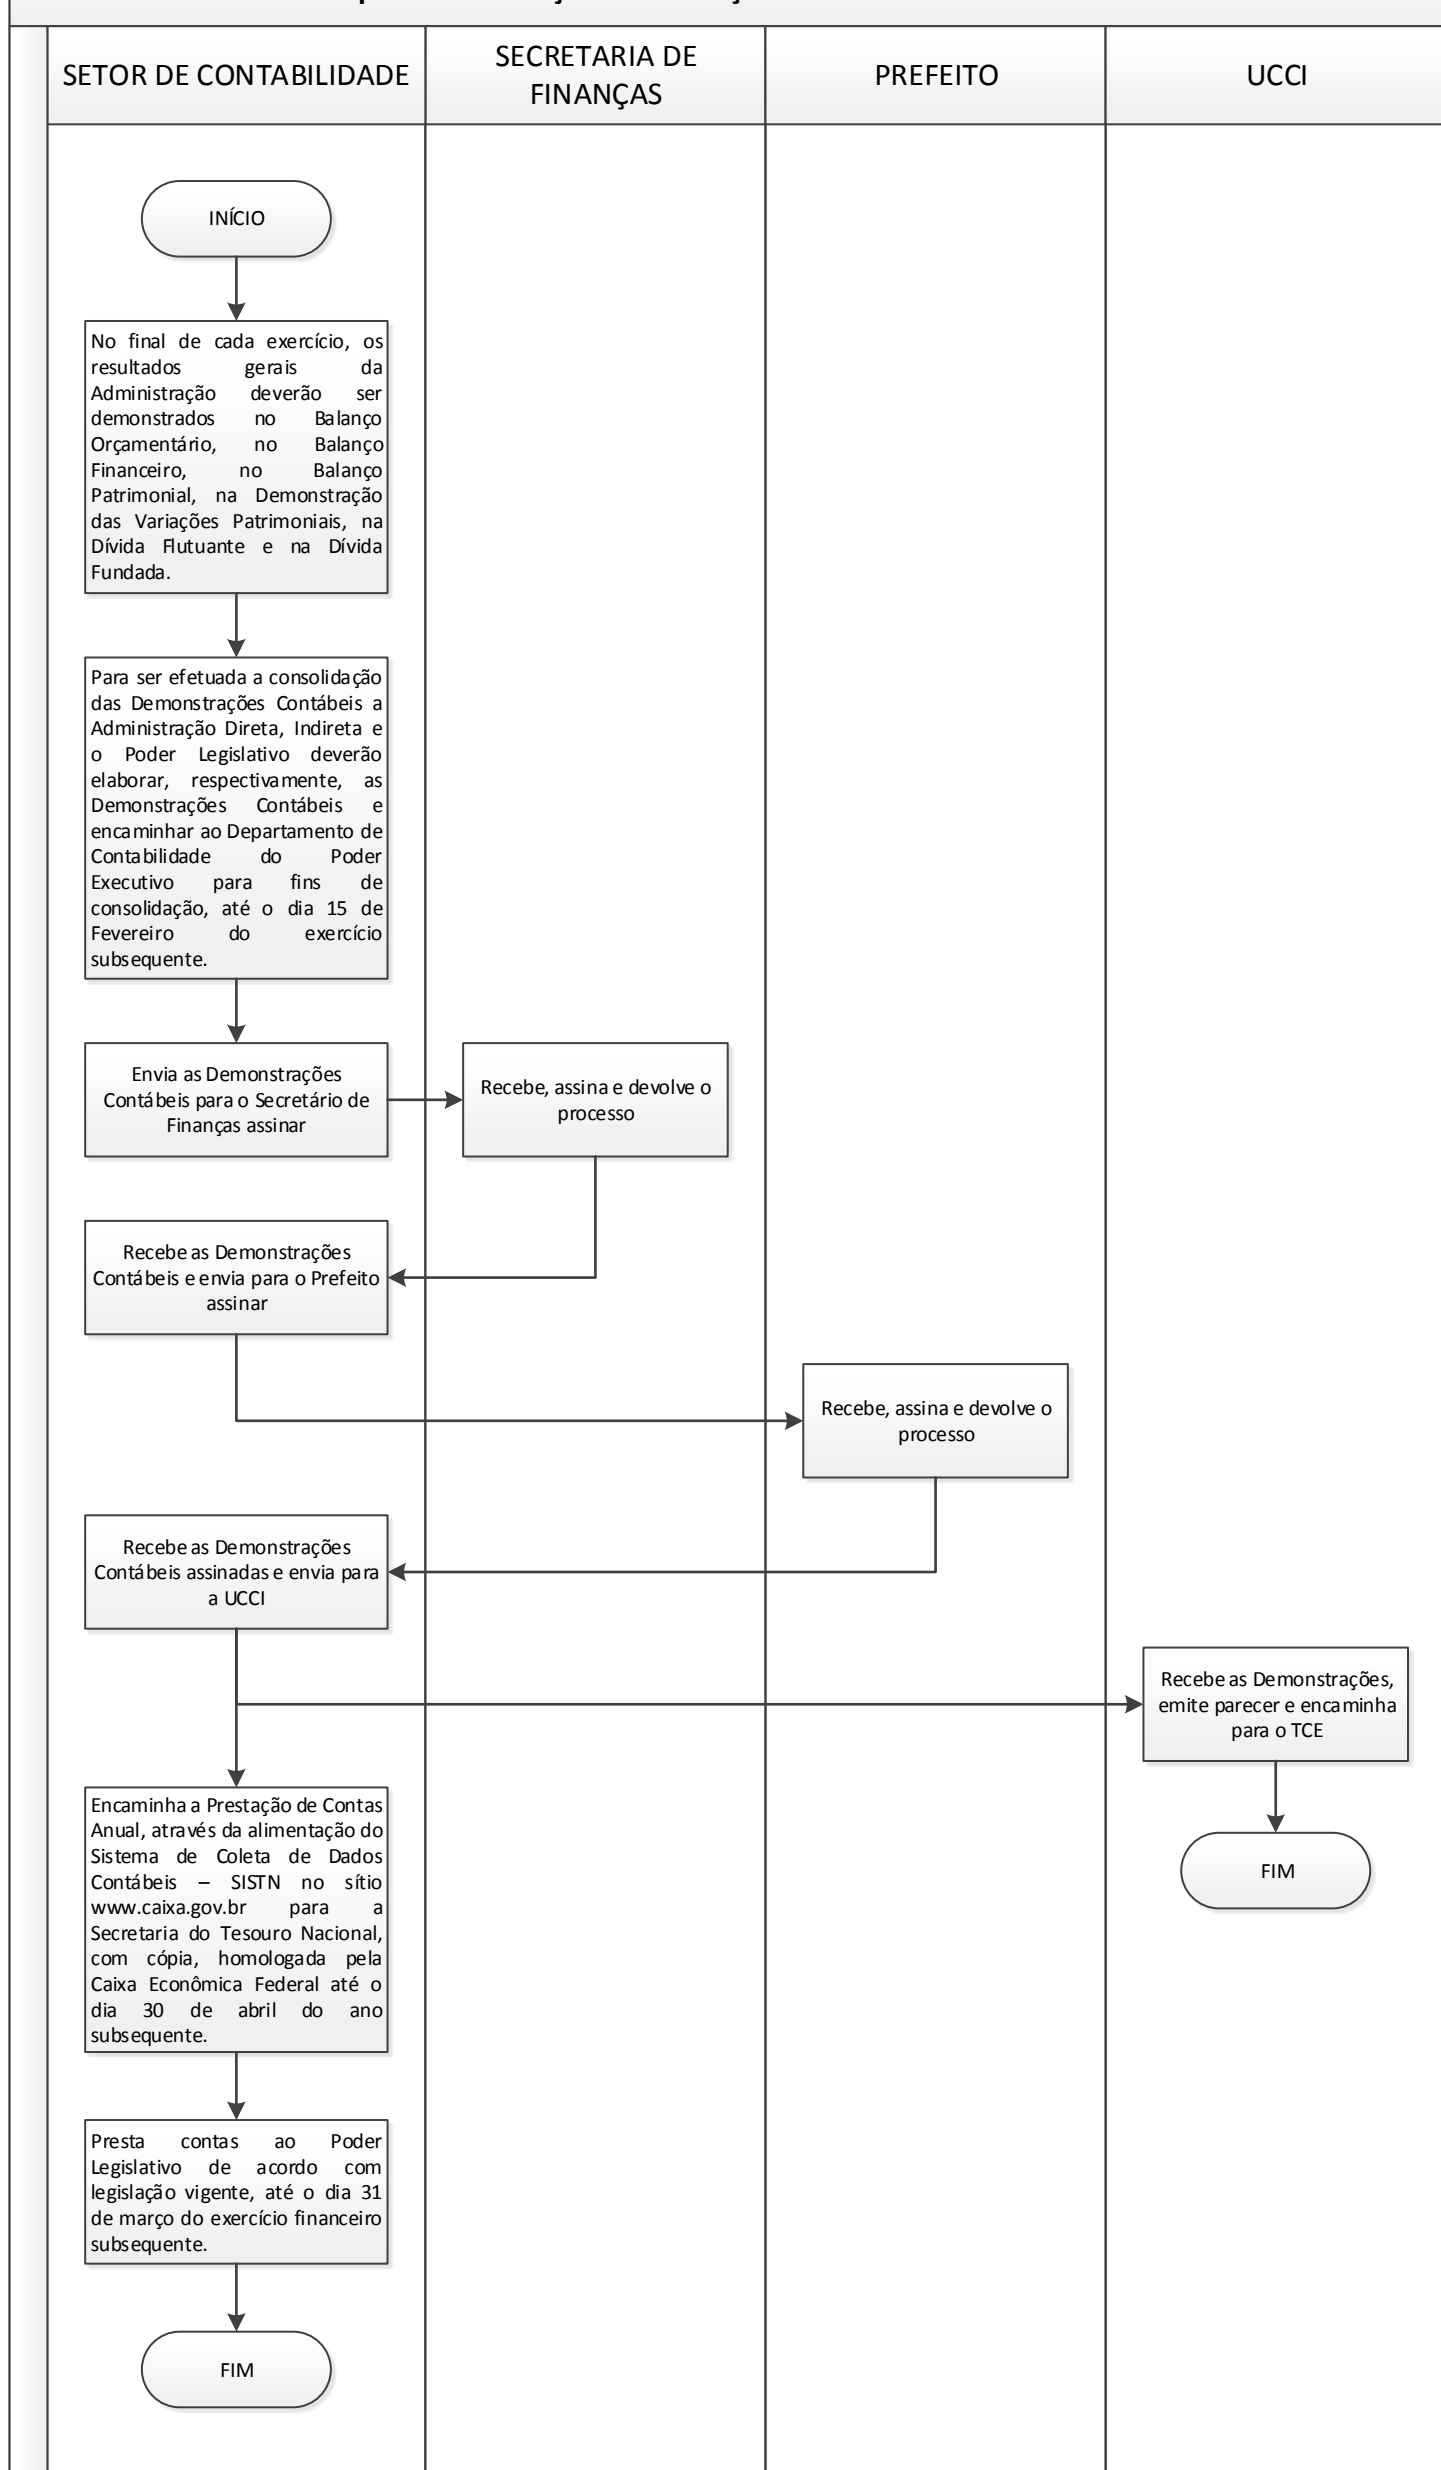 SETOR DE CONTABILIDADE
SECRETARIA DE
FINANÇAS
PREFEITO
UCCI
INÍCIO
No final de cada exercício, os
resultados gerais da
Administração deverão ser
demonstrados no Balanço
Orçamentário, no Balanço
Financeiro, no Balanço
Patrimonial, na Demonstração
das Variações Patrimoniais, na
Dívida Flutuante e na Dívida
Fundada.
Para ser efetuada a consolidação
das Demonstrações Contábeis a
Administração Direta, Indireta e
o Poder Legislativo deverão
elaborar, respectivamente, as
Demonstrações Contábeis e
encaminhar ao Departamento de
Contabilidade do Poder
Executivo para fins de
consolidação, até o dia 15 de
Fevereiro do exercício
subsequente.
Envia as Demonstrações
Contábeis para o Secretário de
Finanças assinar
Recebe, assina e devolve o
processo
Recebe as Demonstrações
Contábeis e envia para o Prefeito
assinar
Recebe, assina e devolve o
processo
Recebe as Demonstrações
Contábeis assinadas e envia para
a UCCI
Recebe as Demonstrações,
emite parecer e encaminha
para o TCE
FIM
Encaminha a Prestação de Contas
Anual, através da alimentação do
Sistema de Coleta de Dados
Contábeis – SISTN no sítio
www.caixa.gov.br para a
Secretaria do Tesouro Nacional,
com cópia, homologada pela
Caixa Econômica Federal até o
dia 30 de abril do ano
subsequente.
Presta contas ao Poder
Legislativo de acordo com
legislação vigente, até o dia 31
de março do exercício financeiro
subsequente.
FIM